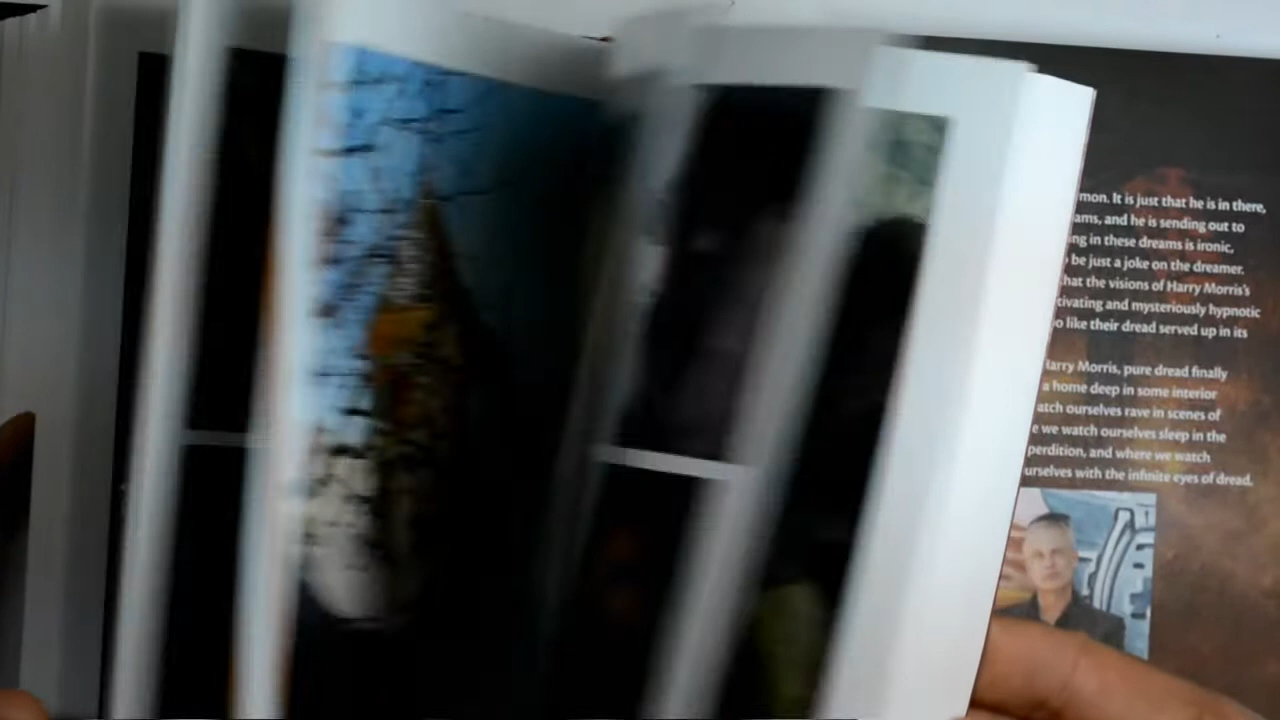 mon. It is just that he is in there,
ams, and he is sending out to
ng in these dreams is ironic,
be just a joke on the dreamer.
hat the visions of Harry Morris's
tivating and mysteriously hypnotic
o like their dread served up in its
Harry Morris, pure dread finally
a home deep in some interior
atch ourselves rave in scenes of
e we watch ourselves sleep in the
perdition, and where we watch
urselves with the infinite eyes of dread.